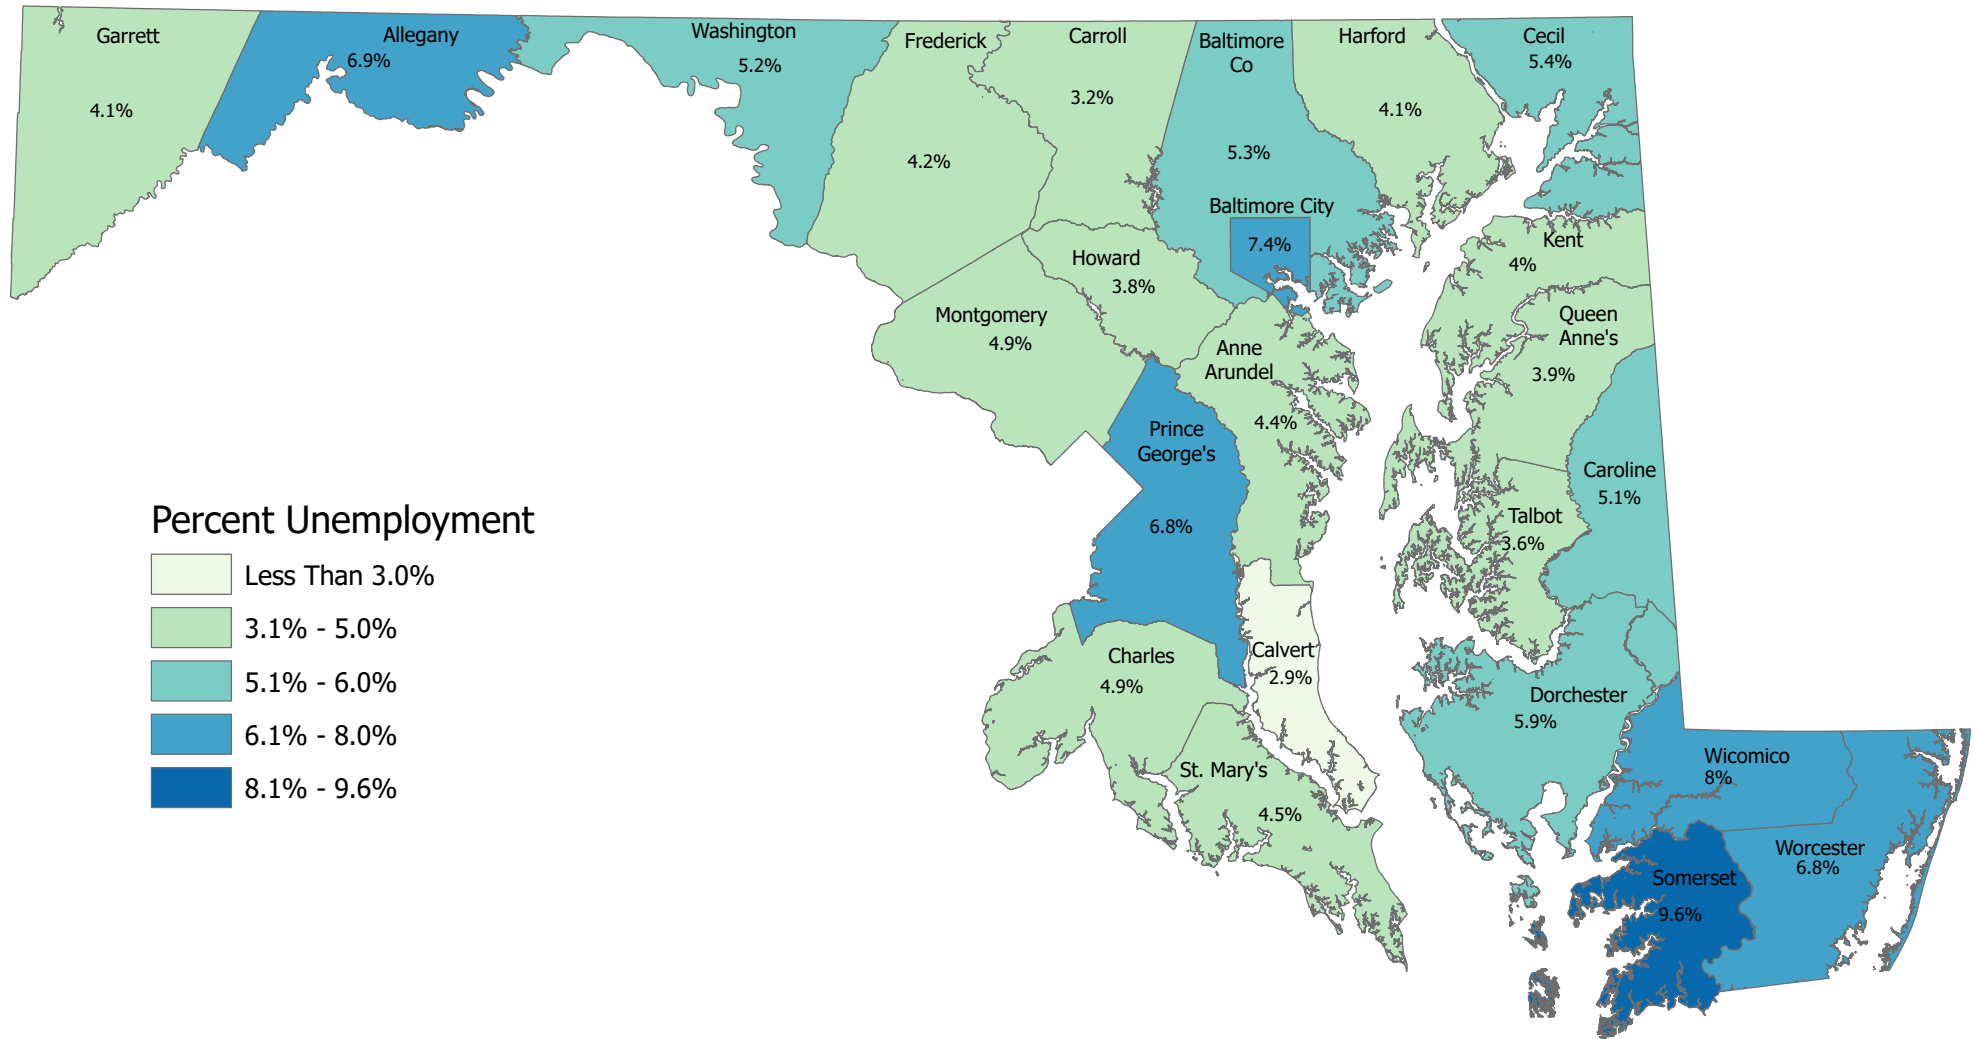 Garrett
4.1%
Allegany
6.9%
Washington
5.2%
Frederick
4.2%
Carroll
3.2%
Baltimore
Co
5.3%
Baltimore City
7.4%
Harford
4.1%
Cecil
5.4%
Kent
4%
Queen
Anne's
3.9%
Howard
3.8%
Montgomery
4.9%
Anne
Arundel
4.4%
Prince
George's
6.8%
Caroline
5.1%
Talbot
3.6%
Calvert
2.9%
Charles
4.9%
St. Mary's
4.5%
Dorchester
5.9%
Wicomico
8%
Worcester
6.8%
Somerset
9.6%
Percent Unemployment
Less Than 3.0%
3.1% - 5.0%
5.1% - 6.0%
6.1% - 8.0%
8.1% - 9.6%